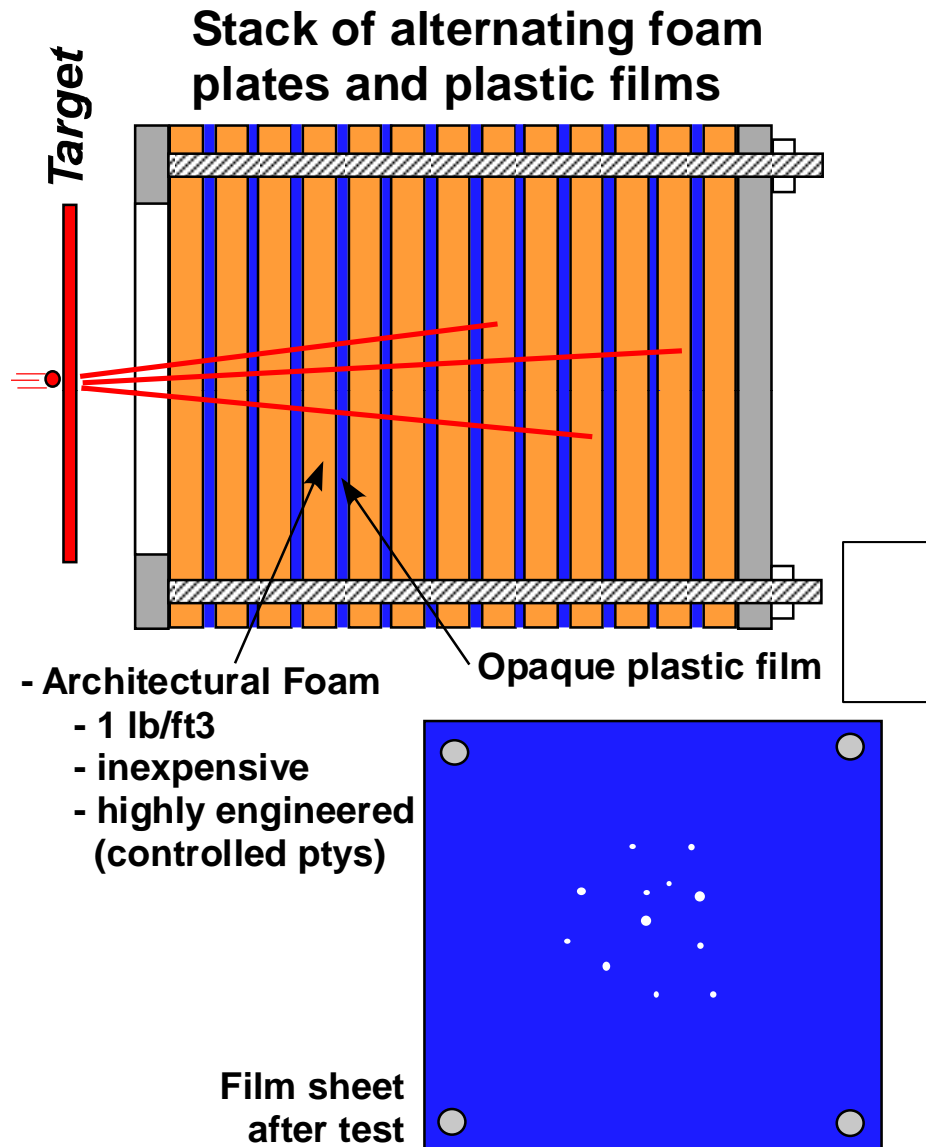 Stack of alternating foam
plates and plastic films
Target
Opaque plastic film
- Architectural Foam
- 1 lb/ft3
- inexpensive
- highly engineered
(controlled ptys)
Film sheet
after test